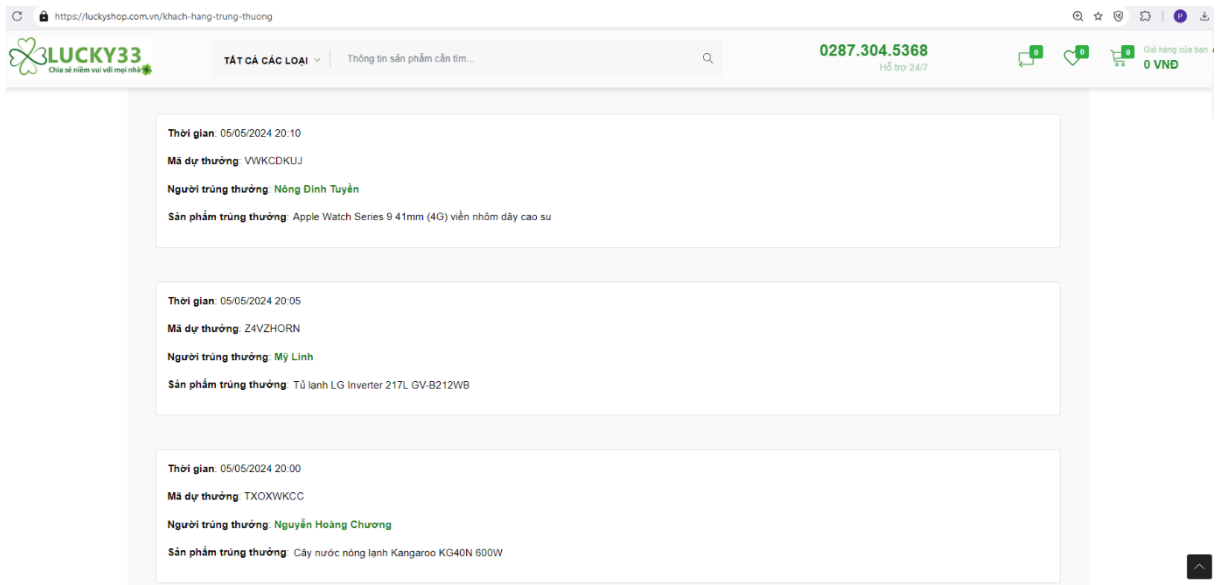 https://luckyshop.com.vn/khach-hang-trung-thuong
LUCKY33
Chia sẻ niềm vui với mọi nhà
TẤT CẢ CÁC LOẠI
Thông tin sản phẩm cần tìm...
0287.304.5368
Hỗ trợ 24/7
0
0
0
Giỏ hàng của bạn
0 VNĐ
P
Thời gian: 05/05/2024 20:10
Mã dự thưởng: VWKCDKUJ
Người trúng thưởng: Nông Đình Tuyển
Sản phẩm trúng thưởng: Apple Watch Series 9 41mm (4G) viền nhôm dây cao su
Thời gian: 05/05/2024 20:05
Mã dự thưởng: Z4VZHORN
Người trúng thưởng: Mỹ Linh
Sản phẩm trúng thưởng: Tủ lạnh LG Inverter 217L GV-B212WB
Thời gian: 05/05/2024 20:00
Mã dự thưởng: TXOXWKCC
Người trúng thưởng: Nguyễn Hoàng Chương
Sản phẩm trúng thưởng: Cây nước nóng lạnh Kangaroo KG40N 600W